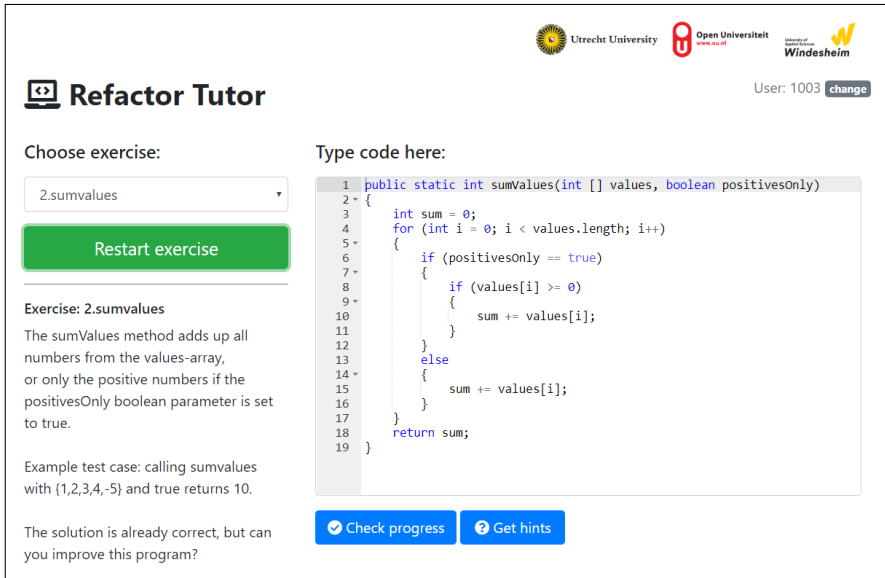 Utrecht University
Open Universiteit
www.ou.nl
University of
Applied Sciences
Windesheim
Refactor Tutor
User: 1003 change
Choose exercise:
2.sumvalues
Restart exercise
Exercise: 2.sumvalues
The sumValues method adds up all
numbers from the values-array,
or only the positive numbers if the
positivesOnly boolean parameter is set
to true.
Example test case: calling sumvalues
with {1,2,3,4,-5} and true returns 10.
The solution is already correct, but can
you improve this program?
Type code here:
1 public static int sumValues(int [] values, boolean positivesOnly)
2 {
3     int sum = 0;
4     for (int i = 0; i < values.length; i++)
5     {
6         if (positivesOnly == true)
7         {
8             if (values[i] >= 0)
9             {
10                 sum += values[i];
11             }
12         }
13         else
14         {
15             sum += values[i];
16         }
17     }
18     return sum;
19 }
Check progress
Get hints